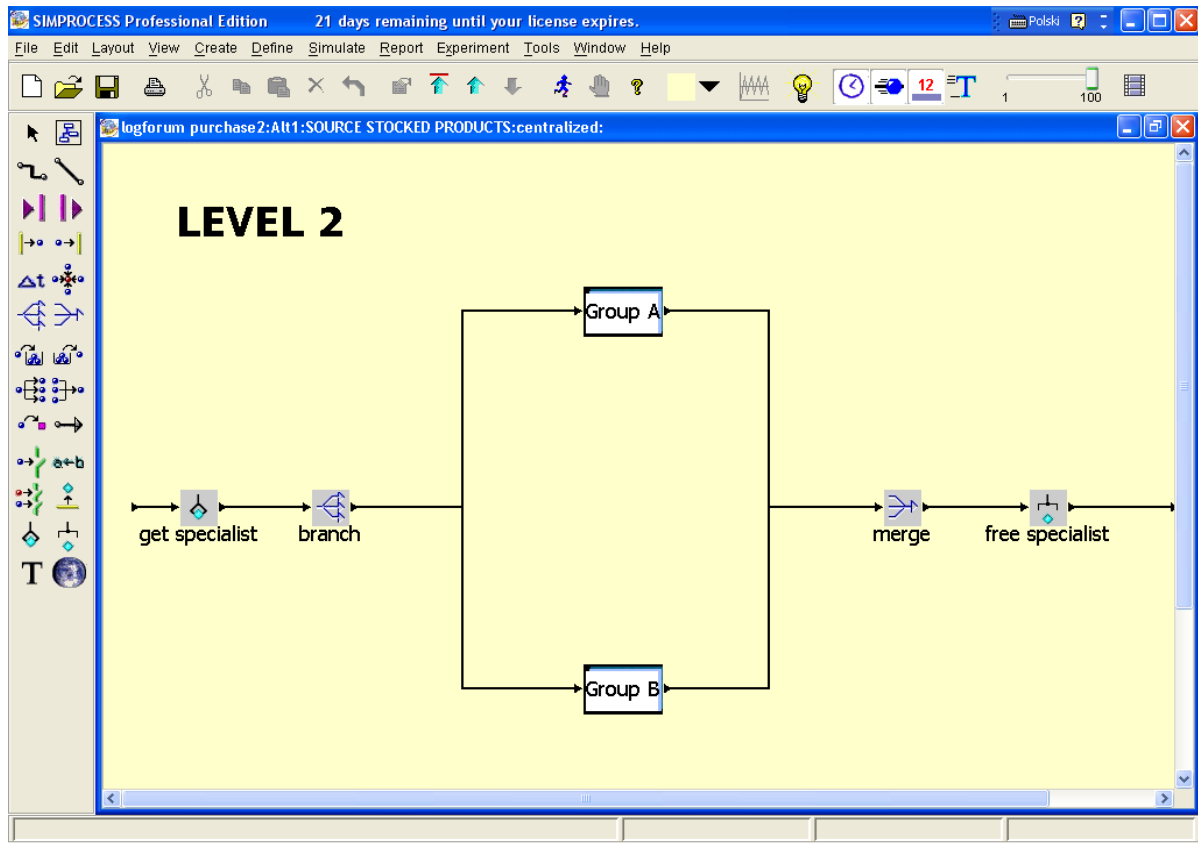 SIMPROCESS Professional Edition 21 days remaining until your license expires. Polski
File Edit Layout View Create Define Simulate Report Experiment Tools Window Help
12 T 1 100
logforum purchase2:Alt1:SOURCE STOCKED PRODUCTS:centralized:
LEVEL 2
Δt
Group A
a b
get specialist branch merge free specialist
T
Group B